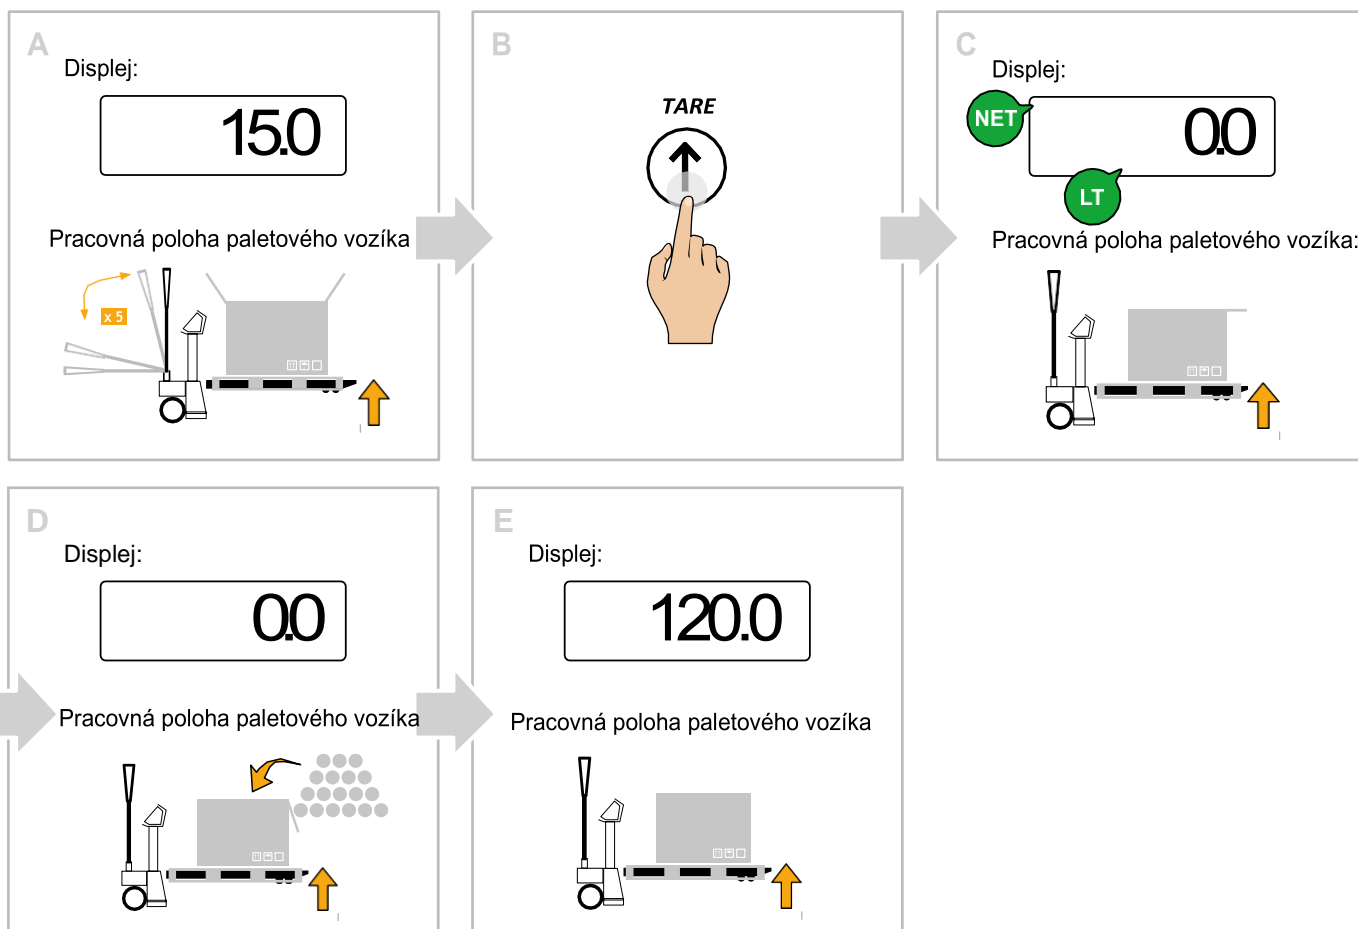 A
Displej:
15.0
Pracovná poloha paletového vozíka
x 5
B
TARE
C
Displej:
NET
0.0
LT
Pracovná poloha paletového vozíka:
D
Displej:
0.0
Pracovná poloha paletového vozíka
E
Displej:
120.0
Pracovná poloha paletového vozíka